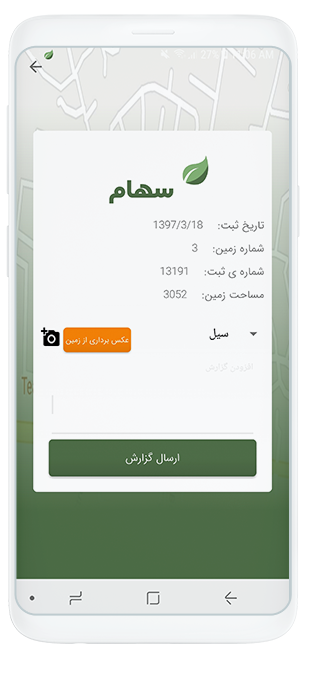 سهام
تاریخ ثبت: 1397/3/18
شماره زمین: 3
شماره ی ثبت: 13191
مساحت زمین: 3052
سیل
عکس برداری از زمین
افزودن گزارش
ارسال گزارش